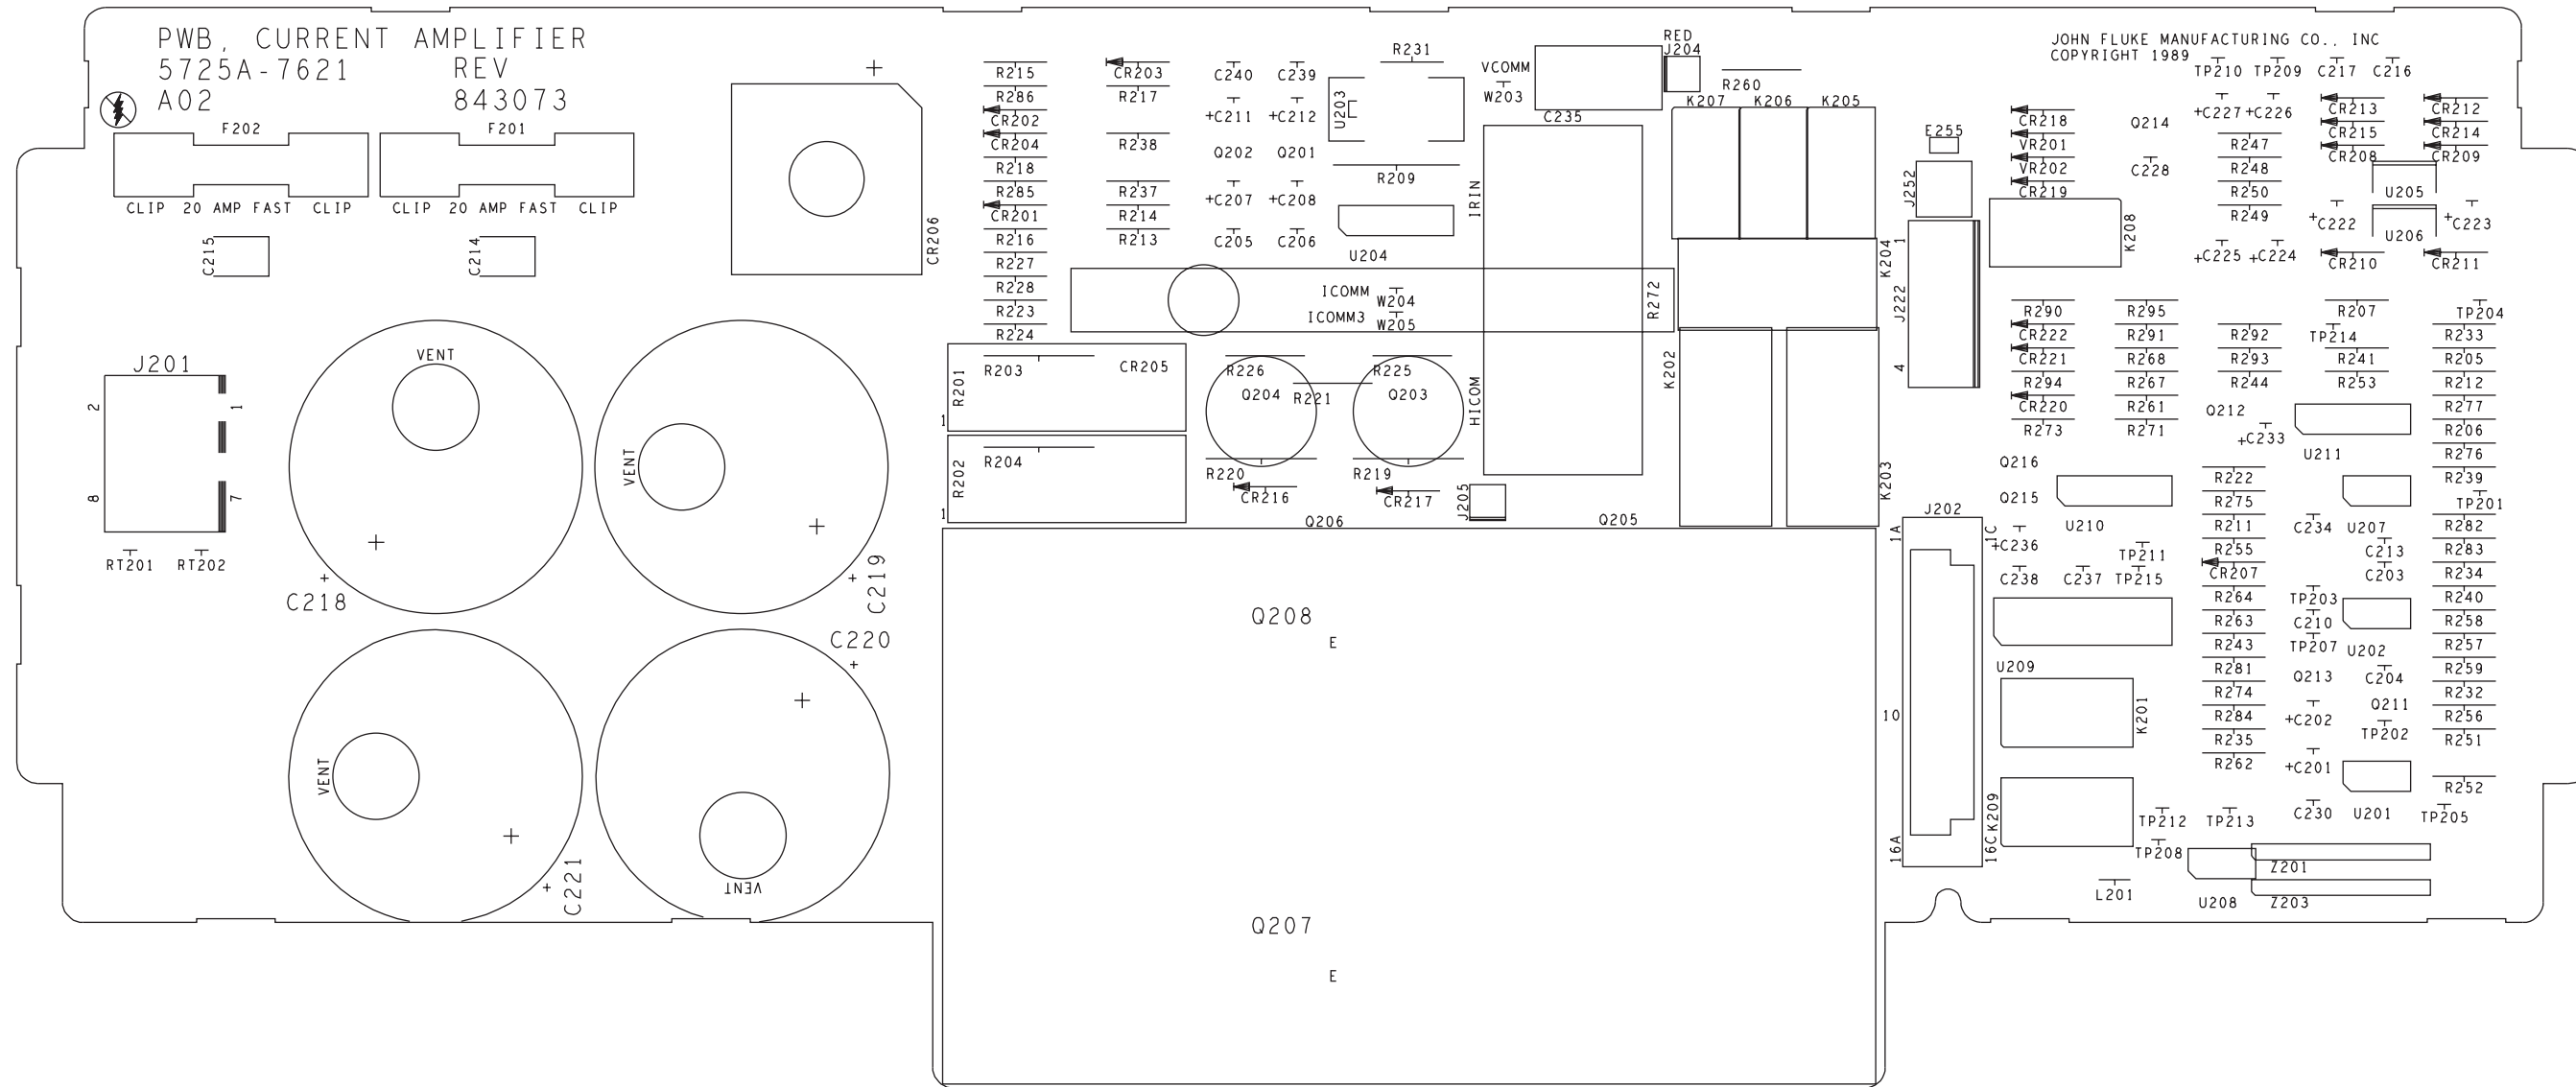 PWB, CURRENT AMPLIFIER
5725A-7621 REV
A02 843073
F202
F201
CLIP 20 AMP FAST CLIP
CLIP 20 AMP FAST CLIP
C215
C214
CR206
J201
2
1
8
7
RT201
RT202
VENT
C218
VENT
C219
VENT
C221
VENT
C220
R215
R286
CR202
CR204
R218
R285
CR201
R216
R227
R228
R223
R224
CR203
R217
R238
R237
R214
R213
C240
C239
+C211
+C212
Q202
Q201
+C207
+C208
C205
C206
R231
U203
R209
U204
VCOMM
W203
C235
RED
J204
R260
K207
K206
K205
IRIN
HICOM
ICOMM
W204
ICOMM3
W205
R272
K204
R201
R203
CR205
1
R202
R204
1
R226
Q204
R221
R225
Q203
R220
CR216
R219
CR217
J205
K202
K203
Q206
Q205
Q208
E
Q207
E
JOHN FLUKE MANUFACTURING CO., INC
COPYRIGHT 1989
TP210
TP209
C217
C216
E255
J252
J222
1
4
CR218
VR201
VR202
CR219
K208
Q214
C228
+C227
+C226
R247
R248
R250
R249
+C225
+C224
CR213
CR215
CR208
CR212
CR214
CR209
U205
+
C222
U206
+
C223
CR210
CR211
R290
CR222
CR221
R294
CR220
R273
R295
R291
R268
R267
R261
R271
R292
R293
R244
R207
TP214
R241
R253
TP204
R233
R205
R212
R277
R206
R276
R239
TP201
R282
R283
R234
R240
R258
R257
R259
R232
R256
R251
R252
Q212
+C233
U211
Q216
Q215
U210
+C236
TP211
C238
C237
TP215
U209
R222
R275
R211
R255
CR207
R264
R263
R243
R281
R274
R284
R235
R262
C234
U207
C213
C203
TP203
C210
TP207
U202
Q213
C204
Q211
+C202
TP202
+C201
C230
U201
TP205
J202
1A
1C
10
16A
16C
K201
K209
TP212
TP213
TP208
L201
U208
Z201
Z203